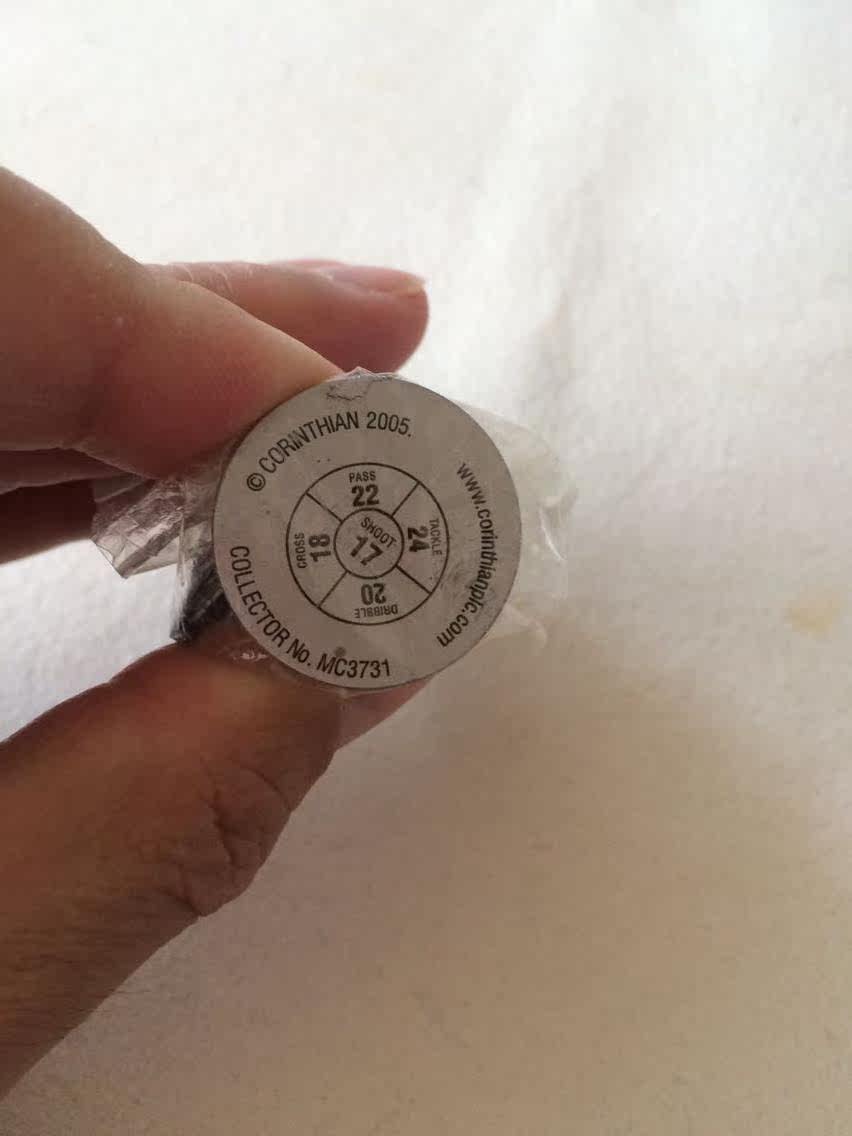 © CORINTHIAN 2005.
www.corinthianplc.com
COLLECTOR No. MC3731
PASS
22
TACKLE
24
DRIBBLE
20
CROSS
18
SHOOT
17